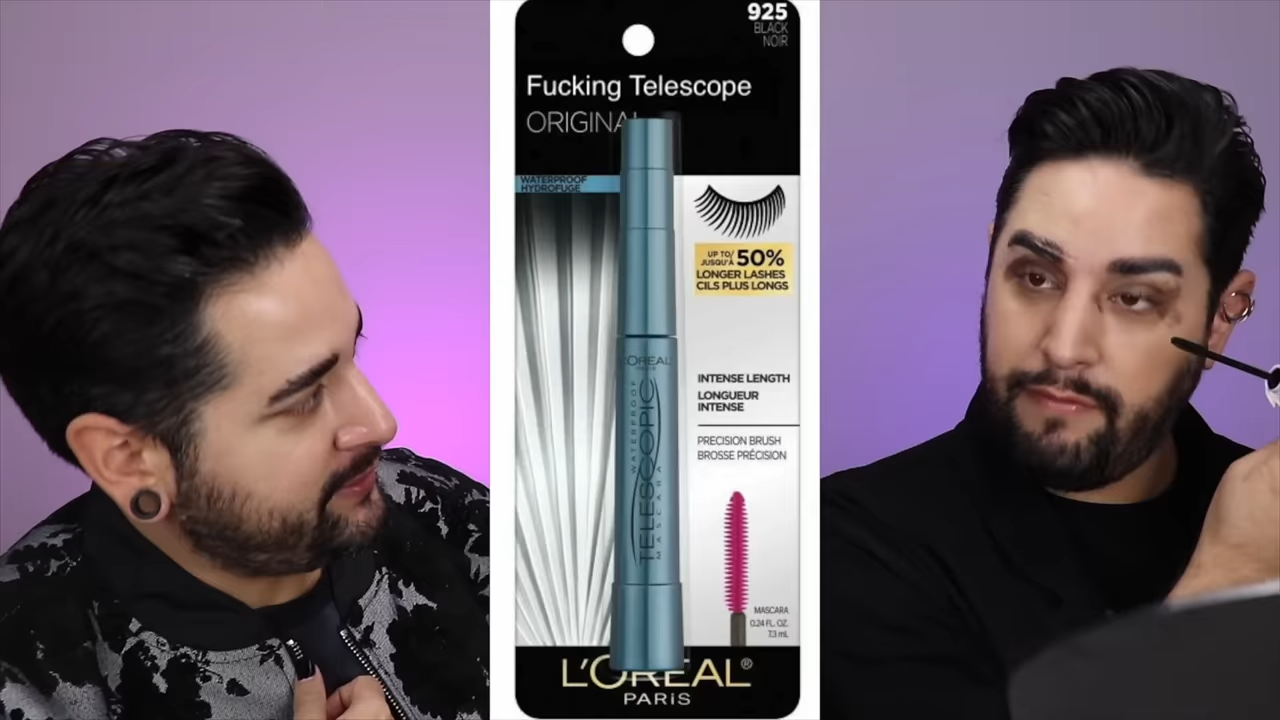 925
BLACK
NOIR
Fucking Telescope
ORIGINAL
WATERPROOF
HYDROFUGE
UP TO/
JUSQU'À 50%
LONGER LASHES
CILS PLUS LONGS
L'ORÉAL
PARIS
WATERPROOF
TELESCOPIC
MASCARA
INTENSE LENGTH
LONGUEUR
INTENSE
PRECISION BRUSH
BROSSE PRÉCISION
MASCARA
0.24 FL. OZ.
7.3 mL
L'ORÉAL®
PARIS